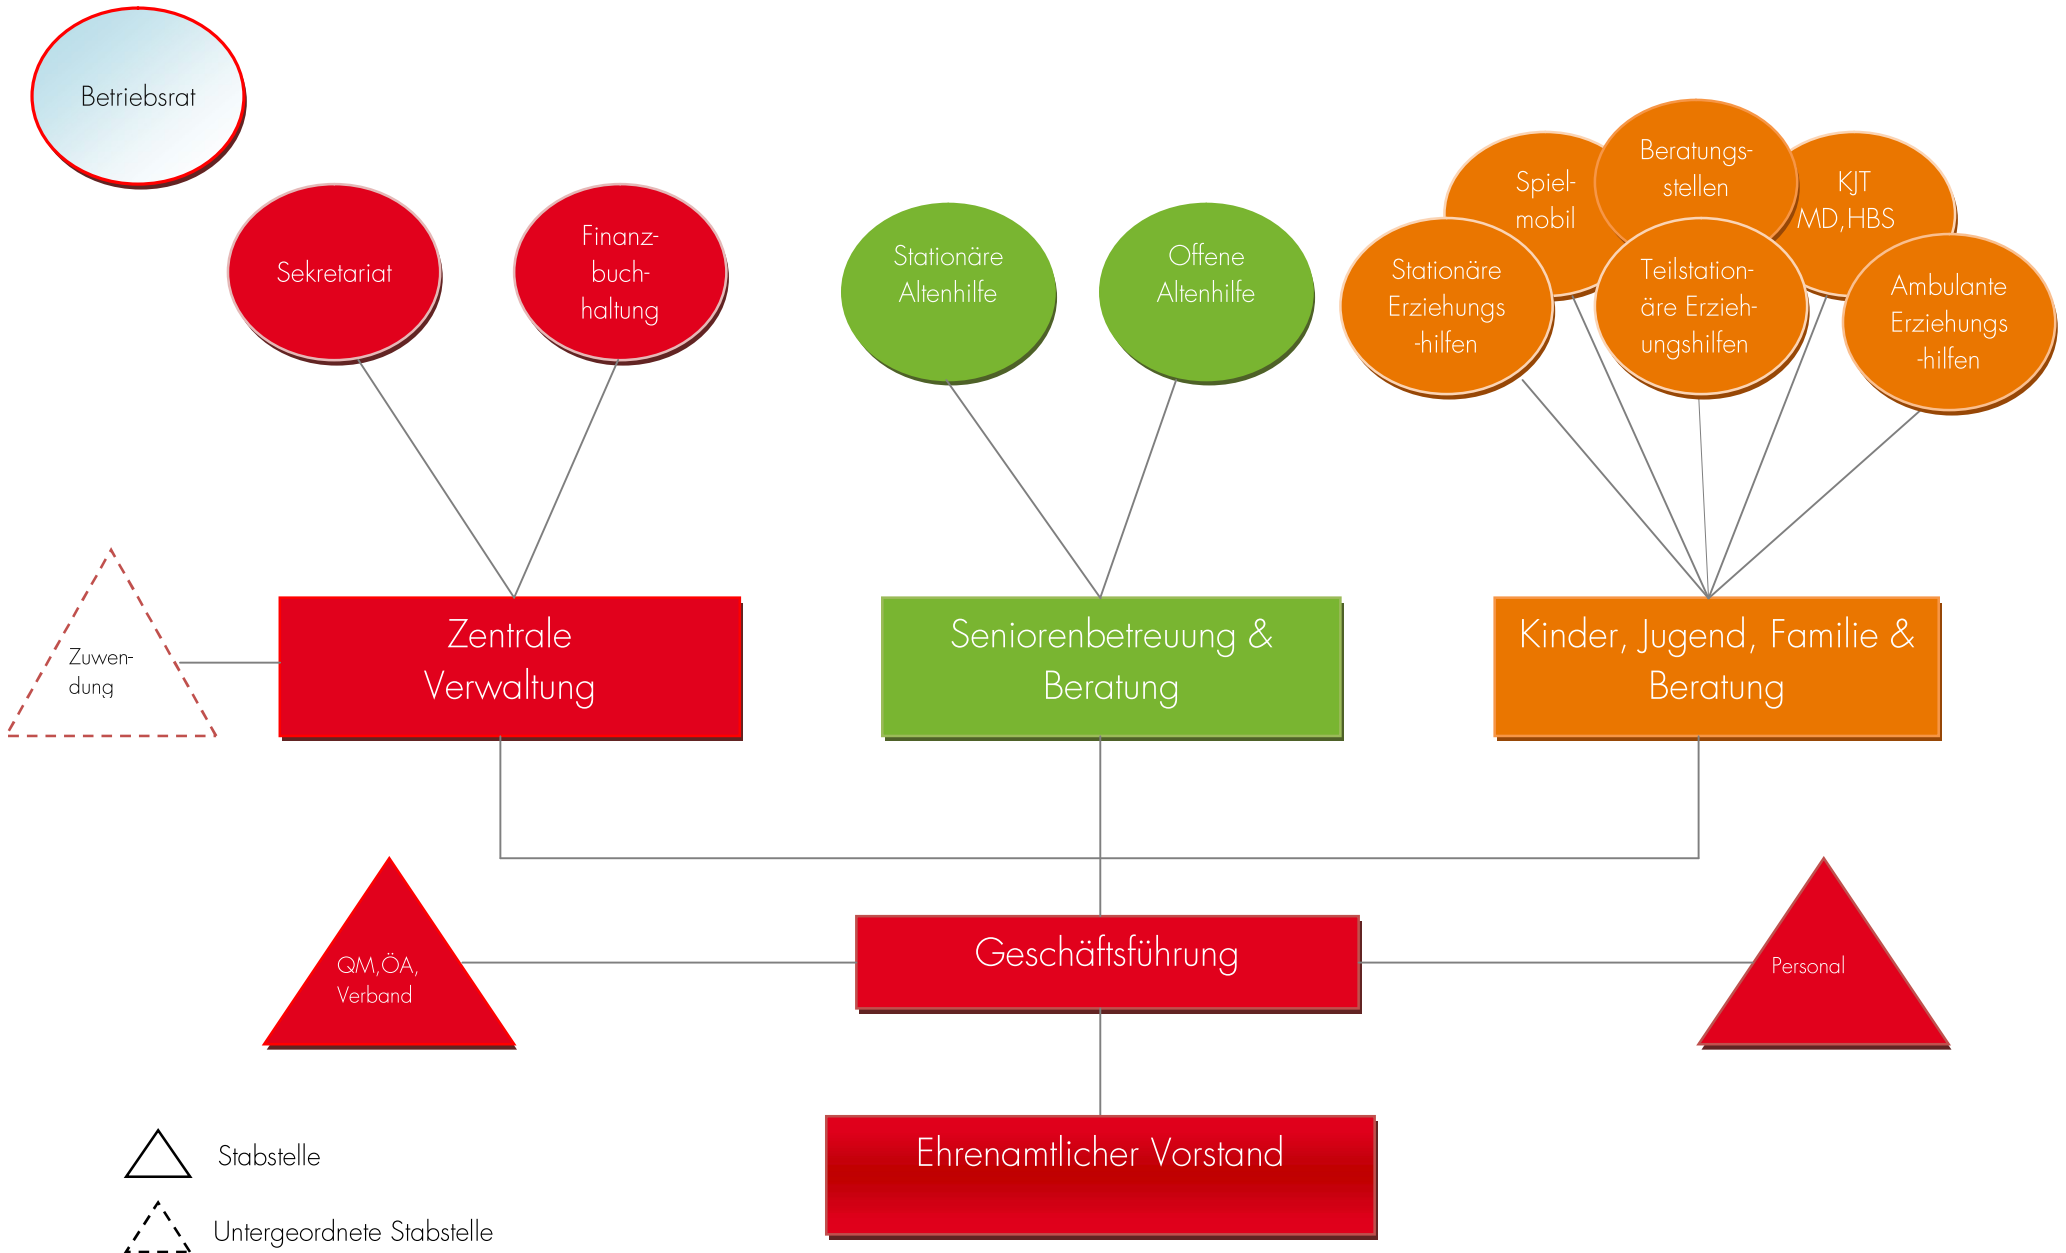 Betriebsrat
Sekretariat
Finanz-
buch-
haltung
Stationäre
Altenhilfe
Offene
Altenhilfe
Spiel-
mobil
Beratungs-
stellen
KJT
MD,HBS
Stationäre
Erziehungs
-hilfen
Teilstation-
äre Erzieh-
ungshilfen
Ambulante
Erziehungs
-hilfen
Zuwen-
dung
Zentrale
Verwaltung
Seniorenbetreuung &
Beratung
Kinder, Jugend, Familie &
Beratung
QM,ÖA,
Verband
Geschäftsführung
Personal
Ehrenamtlicher Vorstand
Stabstelle
Untergeordnete Stabstelle